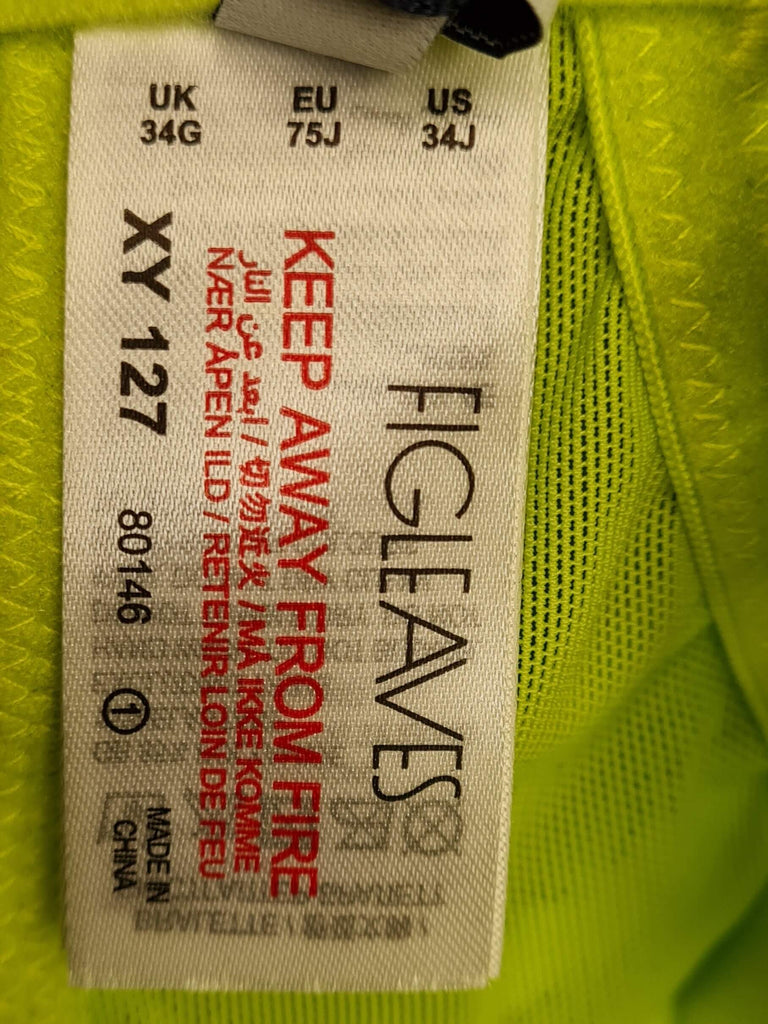 UK EU US
34G 75J 34J
FIGLEAVES
KEEP AWAY FROM FIRE
ابعد عن النار / 切勿近火 / MÅ IKKE KOMME
NÆR ÅPEN ILD / RETENIR LOIN DE FEU
XY 127 80146 ① MADE IN
CHINA